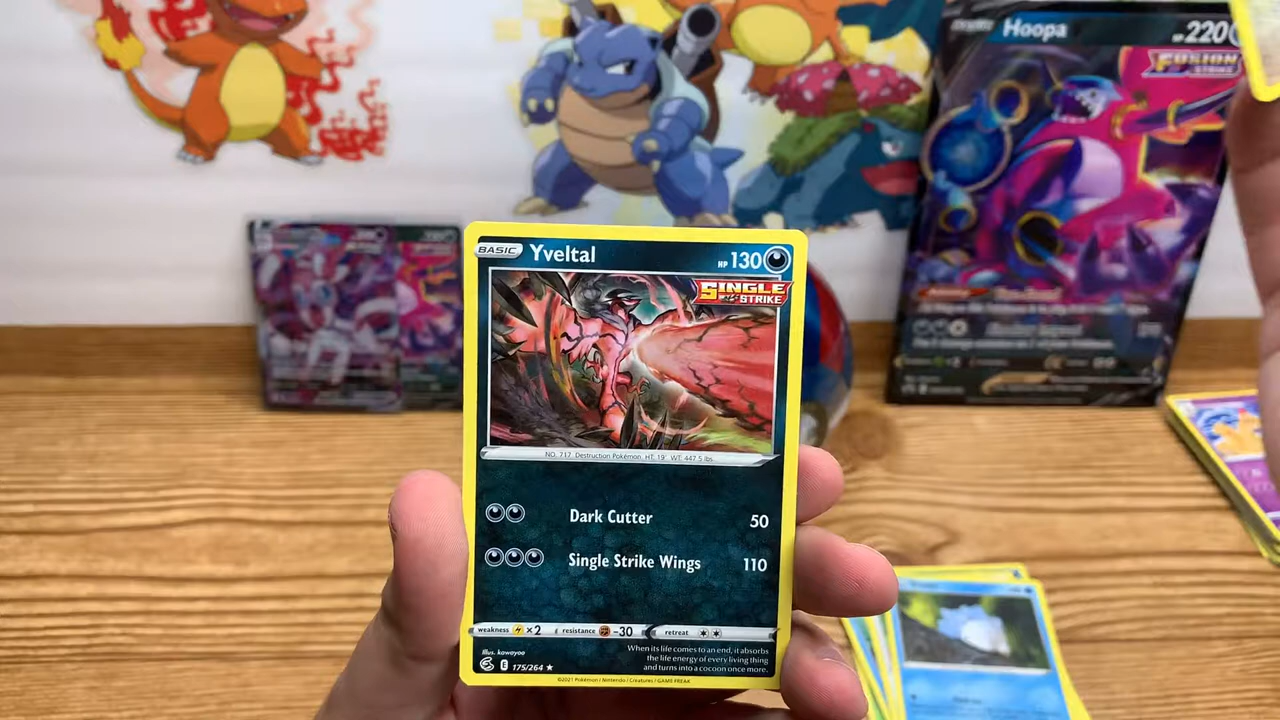 Hoopa
HP 220
FUSION
STRIKE
BASIC
Yveltal
HP 130
SINGLE
STRIKE
NO. 717 Destruction Pokémon HT: 19' WT: 447.5 lbs
Dark Cutter 50
Single Strike Wings 110
weakness ×2 resistance -30 retreat
Illus. kawayoo
When its life comes to an end, it absorbs
the life energy of every living thing
and turns into a cocoon once more.
E 175/264 ★
©2021 Pokémon / Nintendo / Creatures / GAME FREAK